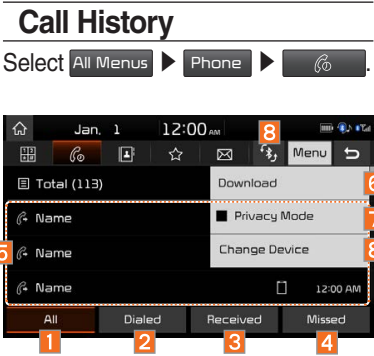 Call History
Select All Menus ▶ Phone ▶ .
Jan. 1 12:00 AM
8
Menu
Total (113)
Download 6
Name
Privacy Mode 7
5 Name
Change Device 8
Name 12:00 AM
All Dialed Received Missed
1 2 3 4